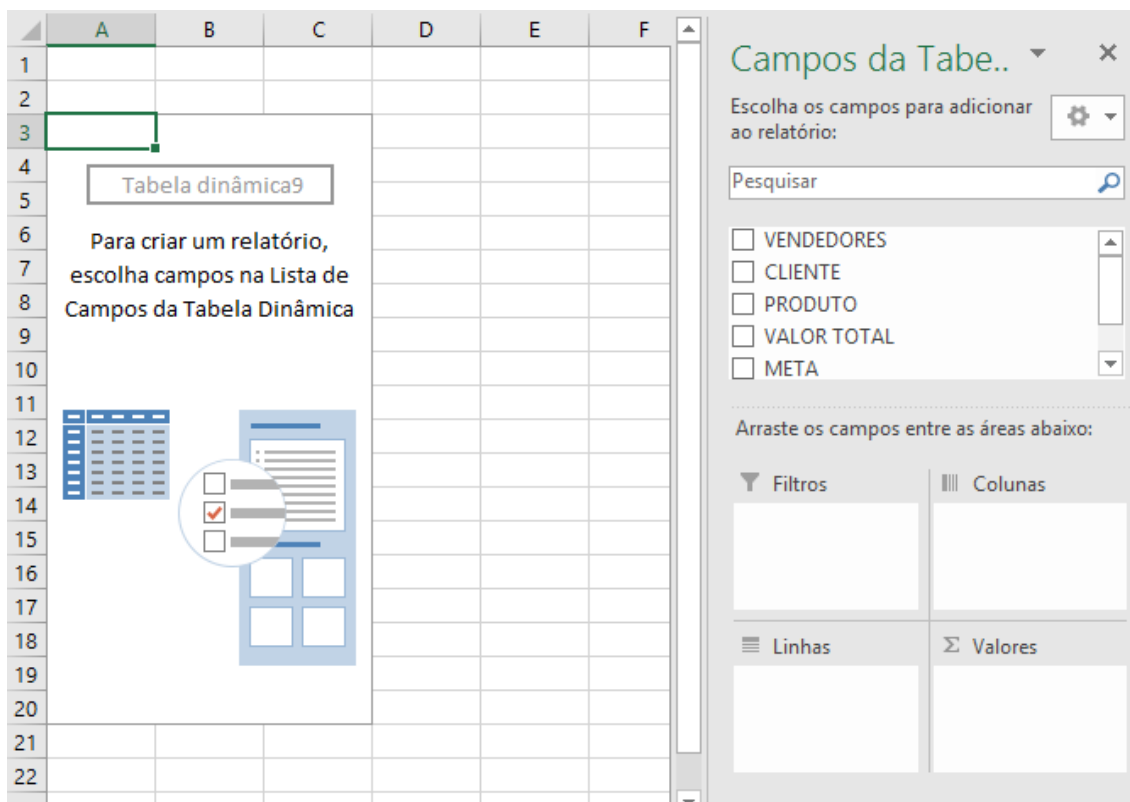 A B C D E F
1
2
3
4
5
6
7
8
9
10
11
12
13
14
15
16
17
18
19
20
21
22
Tabela dinâmica9
Para criar um relatório,
escolha campos na Lista de
Campos da Tabela Dinâmica
Campos da Tabe..
Escolha os campos para adicionar
ao relatório:
Pesquisar
VENDEDORES
CLIENTE
PRODUTO
VALOR TOTAL
META
Arraste os campos entre as áreas abaixo:
Filtros
Colunas
Linhas
Σ Valores